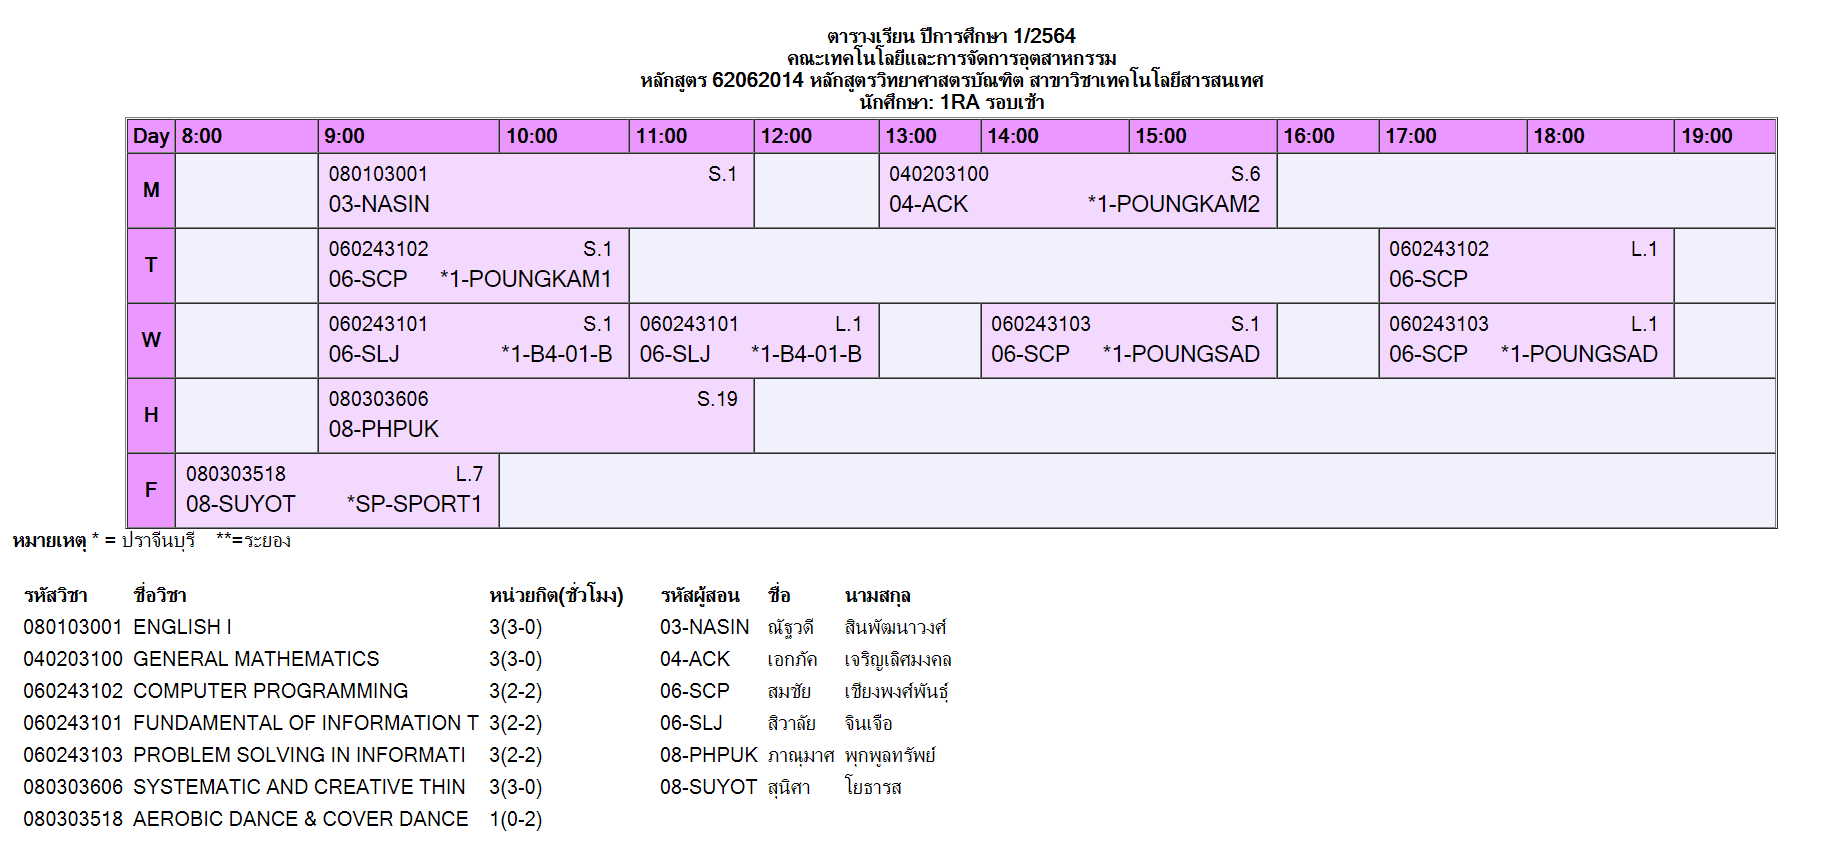 ตารางเรียน ปีการศึกษา 1/2564
คณะเทคโนโลยีและการจัดการอุตสาหกรรม
หลักสูตร 62062014 หลักสูตรวิทยาศาสตรบัณฑิต สาขาวิชาเทคโนโลยีสารสนเทศ
นักศึกษา: 1RA รอบเช้า
Day 8:00 9:00 10:00 11:00 12:00 13:00 14:00 15:00 16:00 17:00 18:00 19:00
M 080103001 S.1 040203100 S.6
03-NASIN 04-ACK *1-POUNGKAM2
T 060243102 S.1 060243102 L.1
06-SCP *1-POUNGKAM1 06-SCP
W 060243101 S.1 060243101 L.1 060243103 S.1 060243103 L.1
06-SLJ *1-B4-01-B 06-SLJ *1-B4-01-B 06-SCP *1-POUNGSAD 06-SCP *1-POUNGSAD
H 080303606 S.19
08-PHPUK
F 080303518 L.7
08-SUYOT *SP-SPORT1
หมายเหตุ * = ปราจีนบุรี **=ระยอง
รหัสวิชา ชื่อวิชา หน่วยกิต(ชั่วโมง) รหัสผู้สอน ชื่อ นามสกุล
080103001 ENGLISH I 3(3-0) 03-NASIN ณัฐวดี สินพัฒนาวงศ์
040203100 GENERAL MATHEMATICS 3(3-0) 04-ACK เอกภัค เจริญเลิศมงคล
060243102 COMPUTER PROGRAMMING 3(2-2) 06-SCP สมชัย เชียงพงศ์พันธุ์
060243101 FUNDAMENTAL OF INFORMATION T 3(2-2) 06-SLJ สิวาลัย จินเจือ
060243103 PROBLEM SOLVING IN INFORMATI 3(2-2) 08-PHPUK ภาณุมาศ พุกพูลทรัพย์
080303606 SYSTEMATIC AND CREATIVE THIN 3(3-0) 08-SUYOT สุนิศา โยธารส
080303518 AEROBIC DANCE & COVER DANCE 1(0-2)